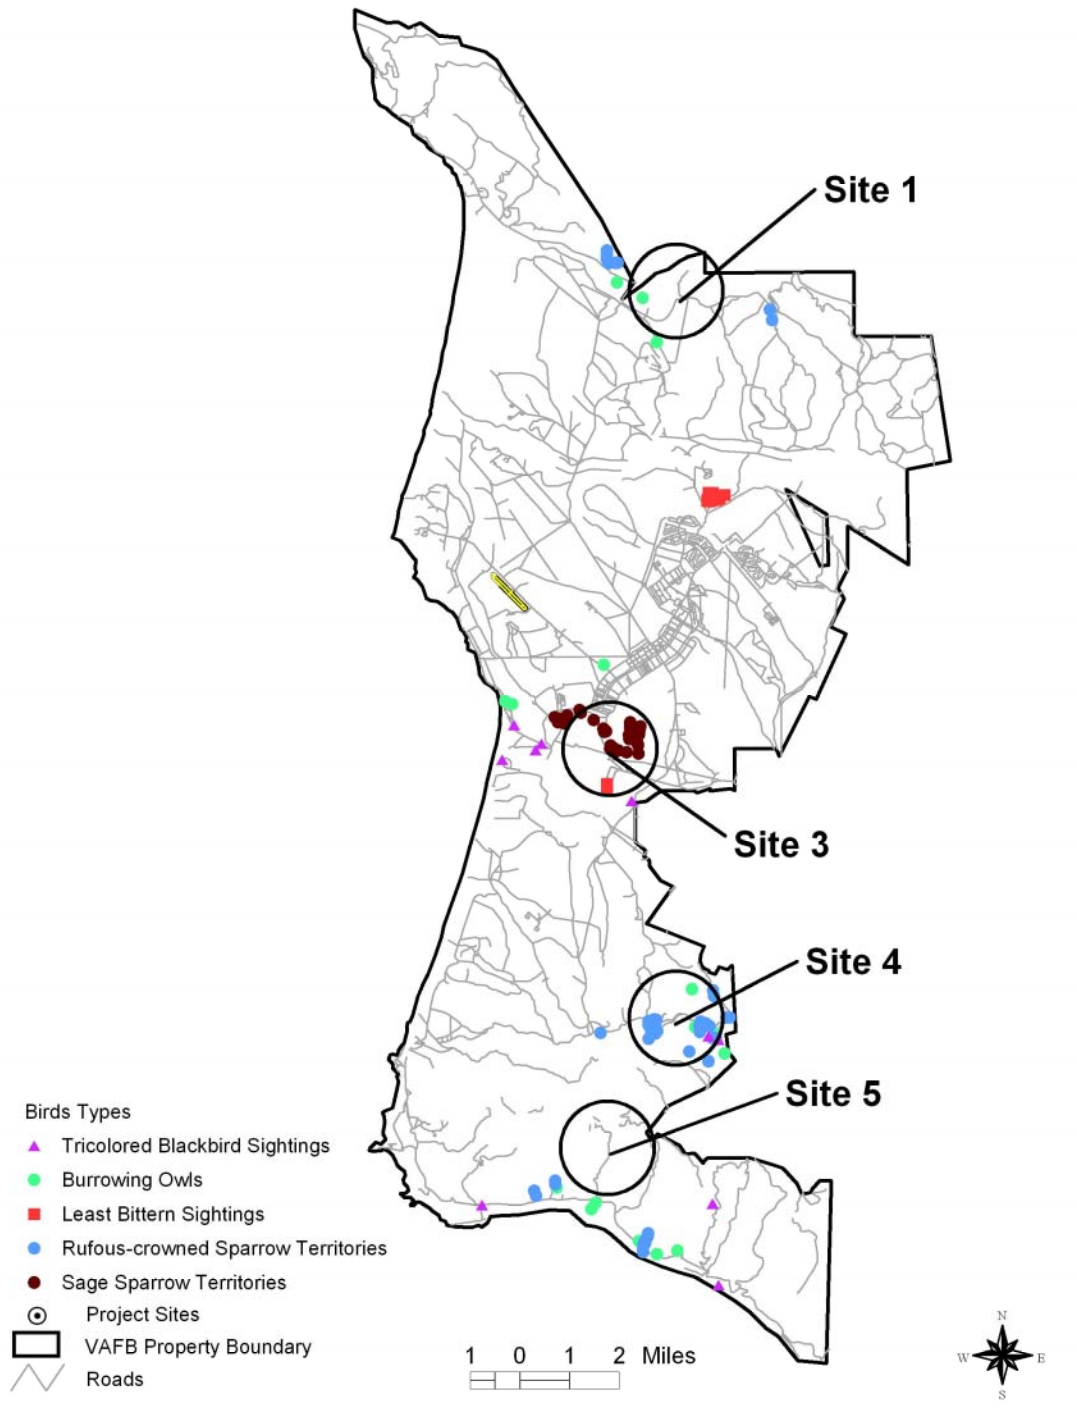 Site 1
Site 3
Site 4
Site 5
Birds Types
Tricolored Blackbird Sightings
Burrowing Owls
Least Bittern Sightings
Rufous-crowned Sparrow Territories
Sage Sparrow Territories
Project Sites
VAFB Property Boundary
Roads
1 0 1 2 Miles
N
W E
S